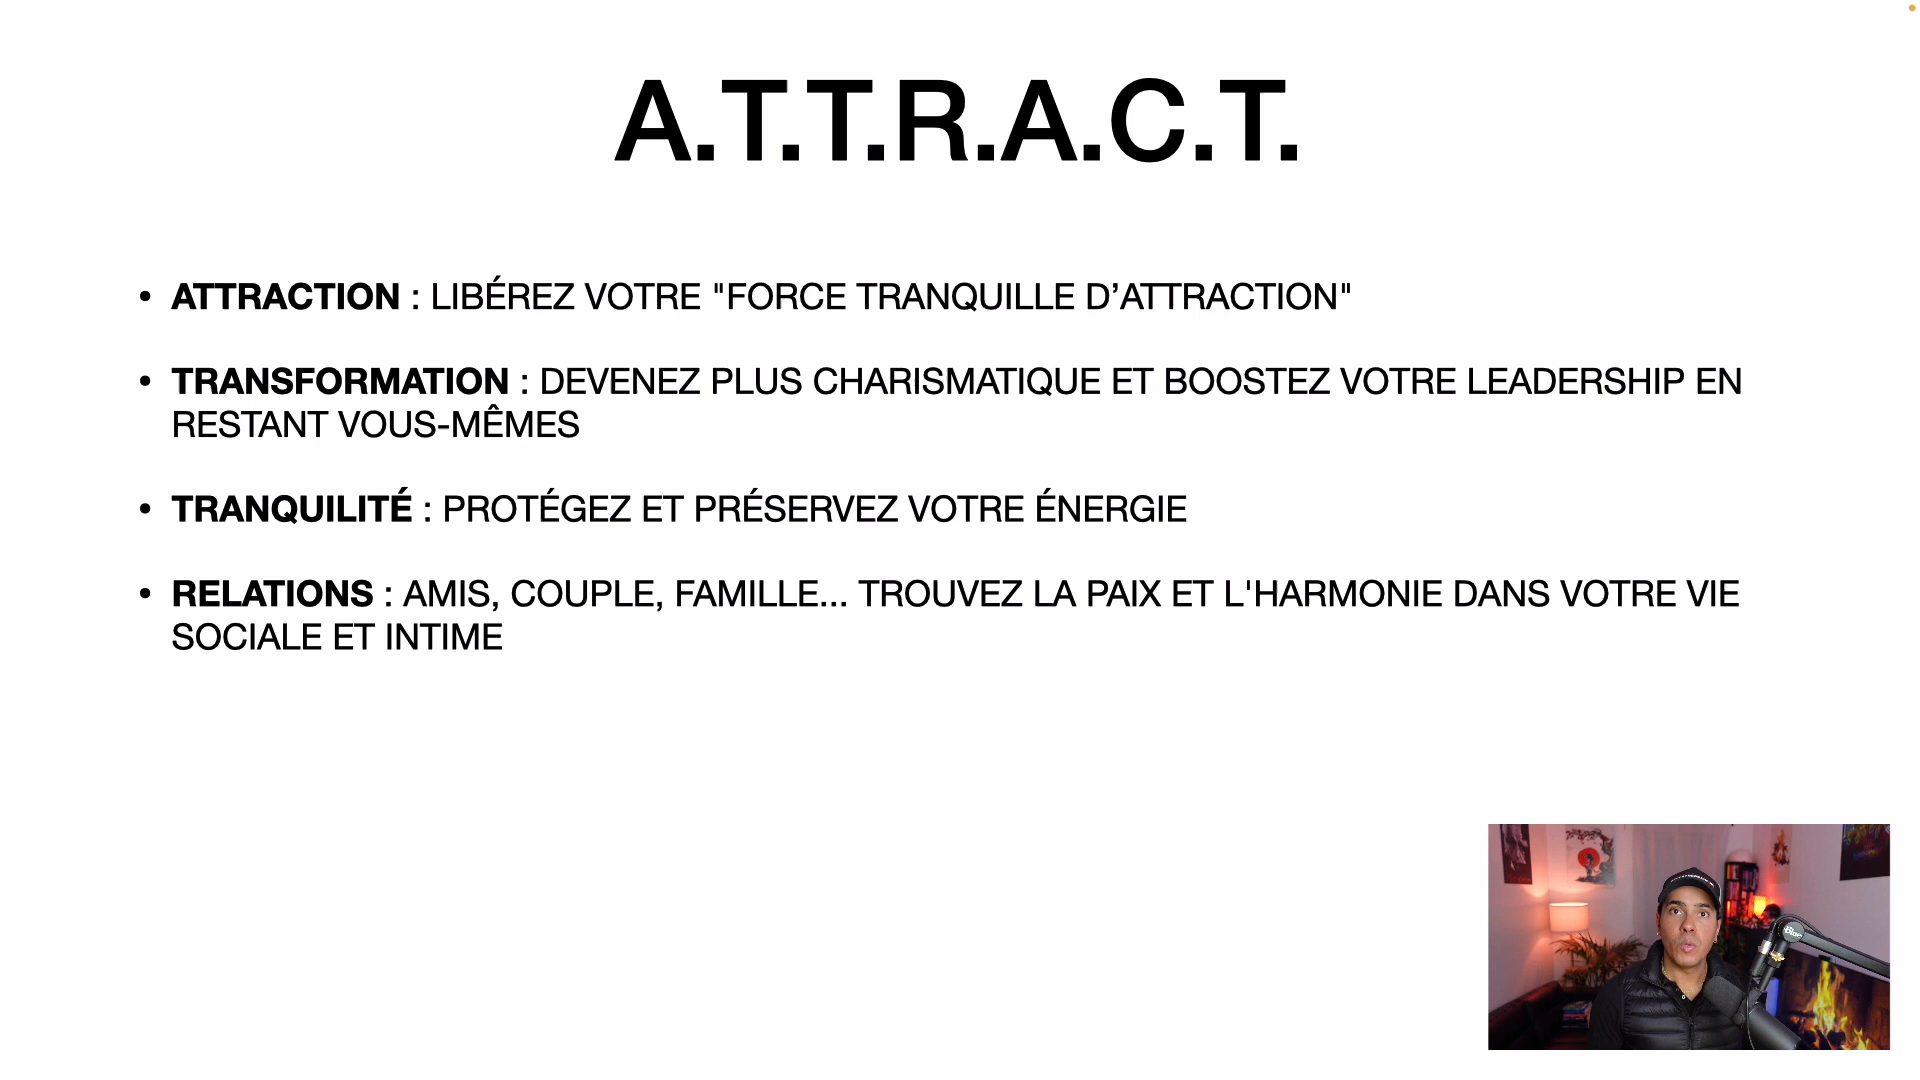 A.T.T.R.A.C.T.
• ATTRACTION : LIBÉREZ VOTRE "FORCE TRANQUILLE D’ATTRACTION"
• TRANSFORMATION : DEVENEZ PLUS CHARISMATIQUE ET BOOSTEZ VOTRE LEADERSHIP EN
RESTANT VOUS-MÊMES
• TRANQUILITÉ : PROTÉGEZ ET PRÉSERVEZ VOTRE ÉNERGIE
• RELATIONS : AMIS, COUPLE, FAMILLE... TROUVEZ LA PAIX ET L'HARMONIE DANS VOTRE VIE
SOCIALE ET INTIME